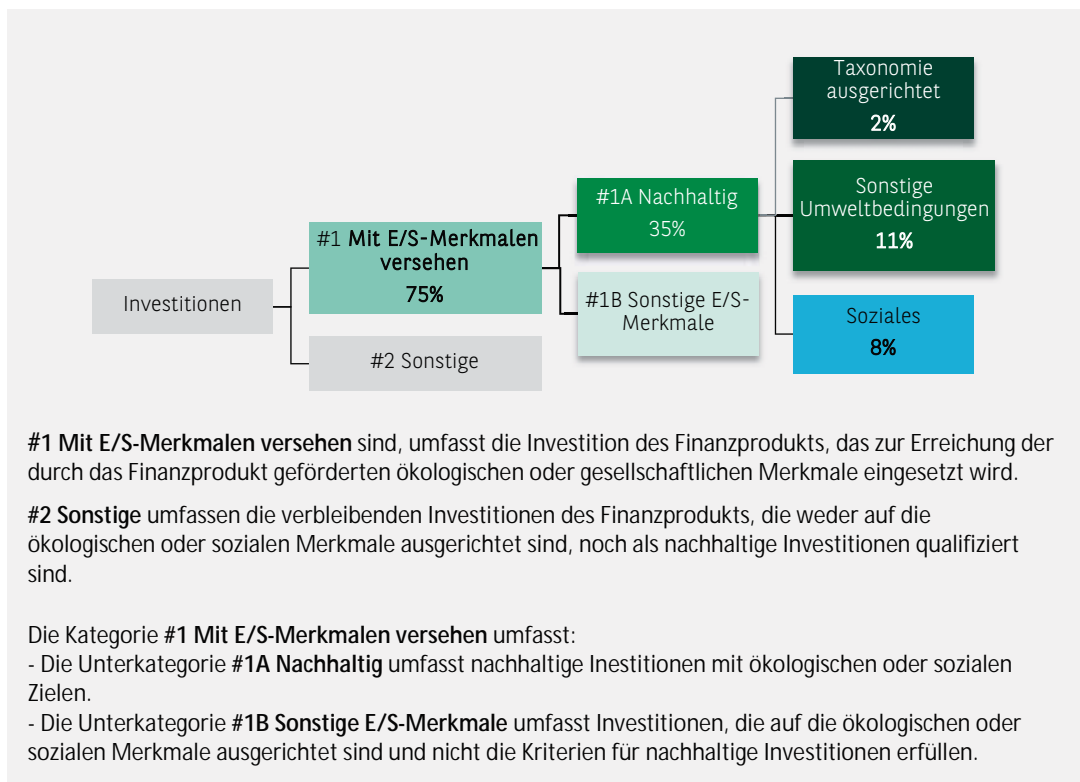 Taxonomie
ausgerichtet
2%
#1A Nachhaltig
35%
Sonstige
Umweltbedingungen
11%
#1 Mit E/S-Merkmalen
versehen
75%
Investitionen
#1B Sonstige E/S-
Merkmale
Soziales
8%
#2 Sonstige
#1 Mit E/S-Merkmalen versehen sind, umfasst die Investition des Finanzprodukts, das zur Erreichung der
durch das Finanzprodukt geförderten ökologischen oder gesellschaftlichen Merkmale eingesetzt wird.
#2 Sonstige umfassen die verbleibenden Investitionen des Finanzprodukts, die weder auf die
ökologischen oder sozialen Merkmale ausgerichtet sind, noch als nachhaltige Investitionen qualifiziert
sind.
Die Kategorie #1 Mit E/S-Merkmalen versehen umfasst:
- Die Unterkategorie #1A Nachhaltig umfasst nachhaltige Inestitionen mit ökologischen oder sozialen
Zielen.
- Die Unterkategorie #1B Sonstige E/S-Merkmale umfasst Investitionen, die auf die ökologischen oder
sozialen Merkmale ausgerichtet sind und nicht die Kriterien für nachhaltige Investitionen erfüllen.